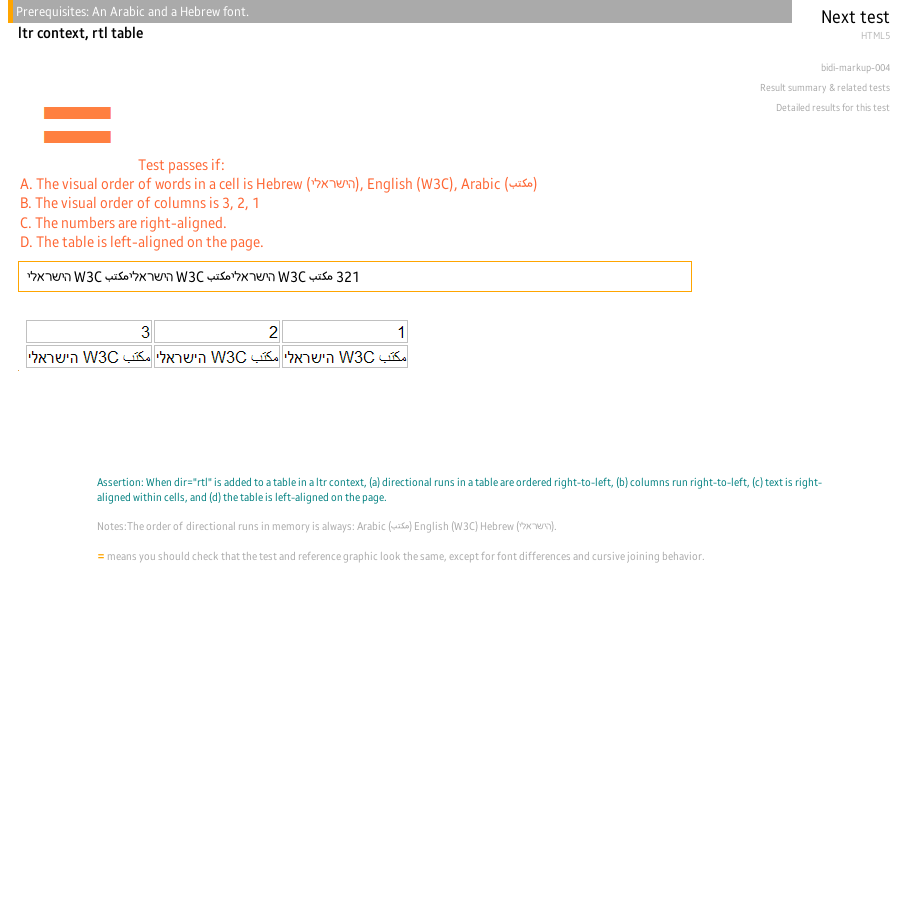 Prerequisites: An Arabic and a Hebrew font.
Next test
ltr context, rtl table
HTML5
bidi-markup-004
Result summary & related tests
Detailed results for this test
=
Test passes if:
A. The visual order of words in a cell is Hebrew (הישראלי), English (W3C), Arabic (مكتب)
B. The visual order of columns is 3, 2, 1
C. The numbers are right-aligned.
D. The table is left-aligned on the page.
321 مكتب W3C הישראליمكتب W3C הישראליمكتب W3C הישראלי
3 2 1
مكتب W3C הישראלי مكتب W3C הישראלי مكتب W3C הישראלי
Assertion: When dir="rtl" is added to a table in a ltr context, (a) directional runs in a table are ordered right-to-left, (b) columns run right-to-left, (c) text is right-
aligned within cells, and (d) the table is left-aligned on the page.
Notes:The order of directional runs in memory is always: Arabic (مكتب) English (W3C) Hebrew (הישראלי).
= means you should check that the test and reference graphic look the same, except for font differences and cursive joining behavior.